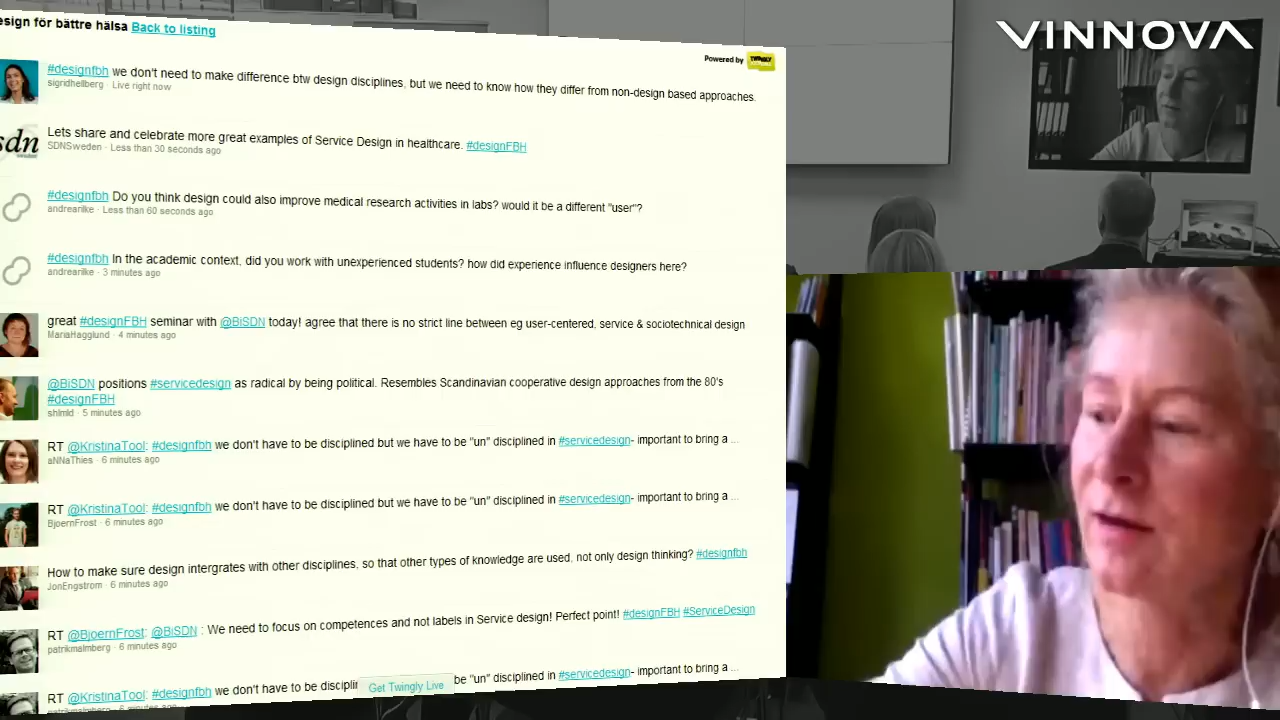 esign för bättre hälsa Back to listing
VINNOVA
Powered by TWINGLY
#designfbh we don't need to make difference btw design disciplines, but we need to know how they differ from non-design based approaches.
sigridhellberg · Live right now
sdn
Lets share and celebrate more great examples of Service Design in healthcare. #designFBH
SDNSweden · Less than 30 seconds ago
#designfbh Do you think design could also improve medical research activities in labs? would it be a different "user"?
andrearilke · Less than 60 seconds ago
#designfbh In the academic context, did you work with unexperienced students? how did experience influence designers here?
andrearilke · 3 minutes ago
great #designFBH seminar with @BiSDN today! agree that there is no strict line between eg user-centered, service & sociotechnical design
MariaHagglund · 4 minutes ago
@BiSDN positions #servicedesign as radical by being political. Resembles Scandinavian cooperative design approaches from the 80's
#designFBH
shlmld · 5 minutes ago
RT @KristinaTool: #designfbh we don't have to be disciplined but we have to be "un" disciplined in #servicedesign- important to bring a ...
aNNaThies · 6 minutes ago
RT @KristinaTool: #designfbh we don't have to be disciplined but we have to be "un" disciplined in #servicedesign- important to bring a ...
BjoernFrost · 6 minutes ago
How to make sure design intergrates with other disciplines, so that other types of knowledge are used, not only design thinking? #designfbh
JonEngstrom · 6 minutes ago
RT @BjoernFrost: @BiSDN : We need to focus on competences and not labels in Service design! Perfect point! #designFBH #ServiceDesign
patrikmalmberg · 6 minutes ago
RT @KristinaTool: #designfbh we don't have to be disciplin be "un" disciplined in #servicedesign- important to bring a ...
Get Twingly Live
patrikmalmberg · 6 minutes ago